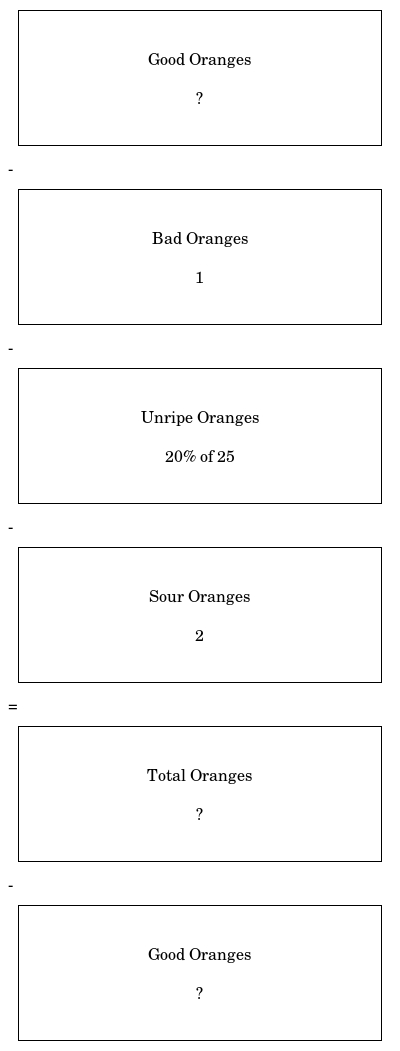 Good Oranges
?
-
Bad Oranges
1
-
Unripe Oranges
20% of 25
-
Sour Oranges
2
=
Total Oranges
?
-
Good Oranges
?